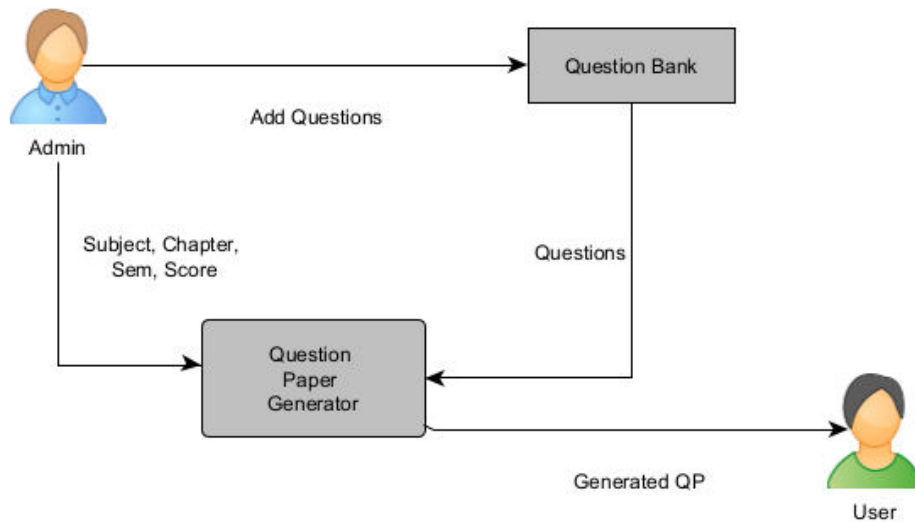 Question Bank
Add Questions
Admin
Subject, Chapter,
Sem, Score
Questions
Question
Paper
Generator
Generated QP
User